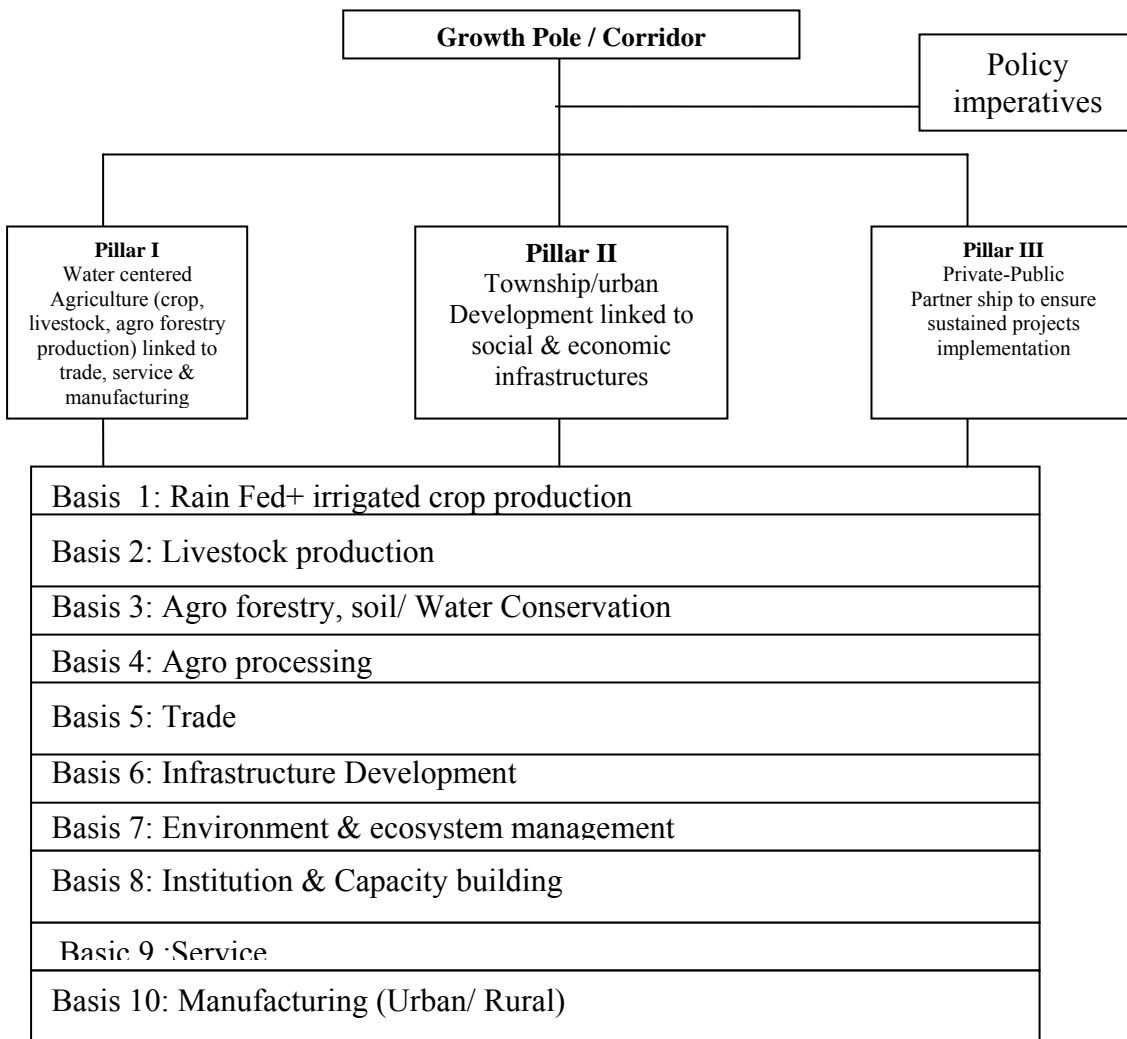 Growth Pole / Corridor
Policy
imperatives
Pillar I
Water centered
Agriculture (crop,
livestock, agro forestry
production) linked to
trade, service &
manufacturing
Pillar II
Township/urban
Development linked to
social & economic
infrastructures
Pillar III
Private-Public
Partner ship to ensure
sustained projects
implementation
Basis  1: Rain Fed+ irrigated crop production
Basis 2: Livestock production
Basis 3: Agro forestry, soil/ Water Conservation
Basis 4: Agro processing
Basis 5: Trade
Basis 6: Infrastructure Development
Basis 7: Environment & ecosystem management
Basis 8: Institution & Capacity building
Basic 9 :Service
Basis 10: Manufacturing (Urban/ Rural)